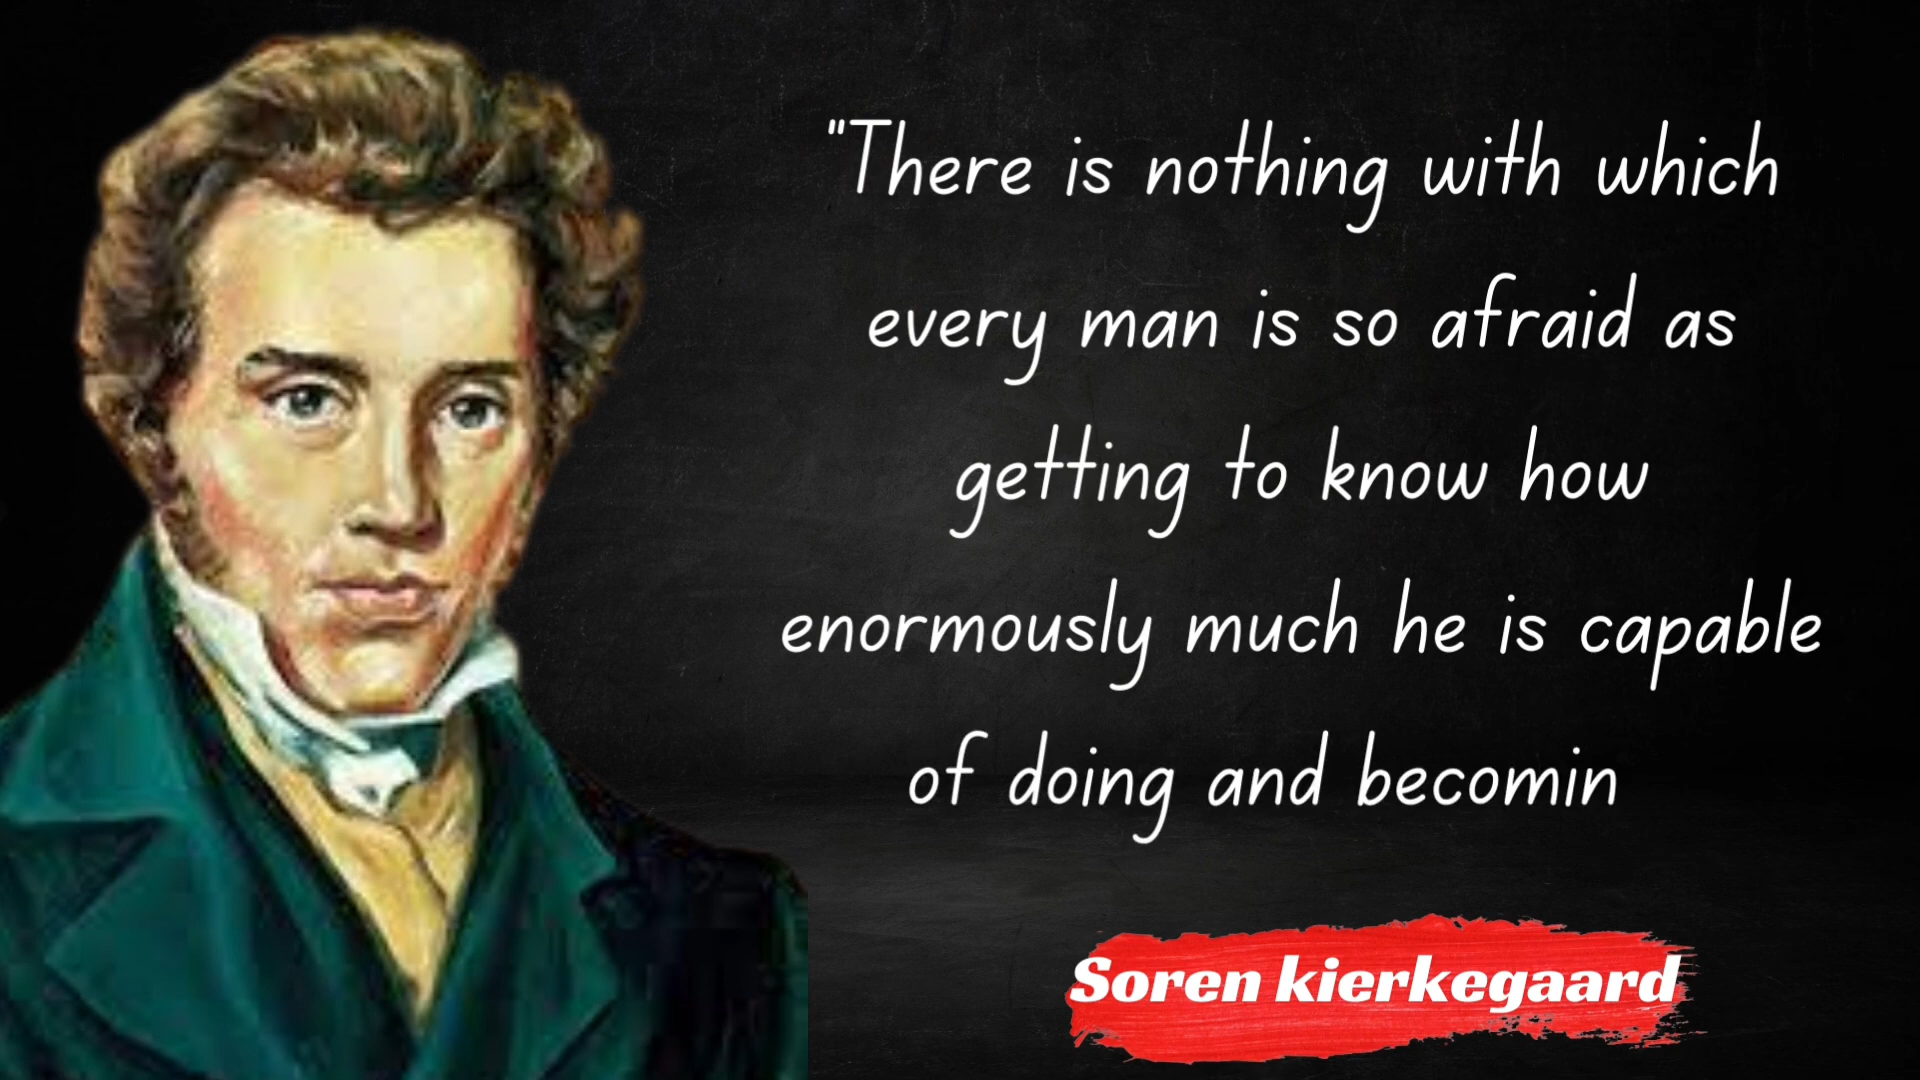 "There is nothing with which
every man is so afraid as
getting to know how
enormously much he is capable
of doing and becomin
Soren kierkegaard